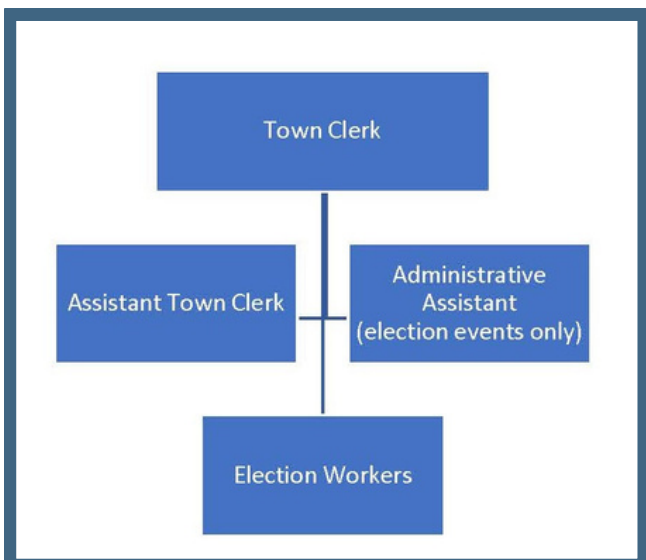 Town Clerk
Assistant Town Clerk
Administrative
Assistant
(election events only)
Election Workers